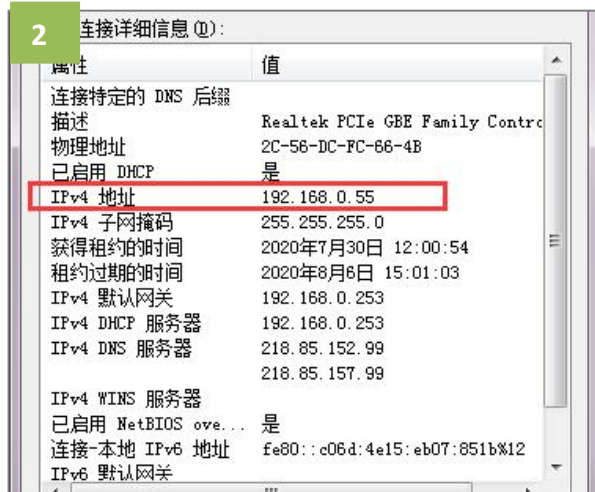 2
连接详细信息(D):
属性 值
连接特定的 DNS 后缀
描述 Realtek PCIe GBE Family Contro
物理地址 2C-56-DC-FC-66-4B
已启用 DHCP 是
IPv4 地址 192.168.0.55
IPv4 子网掩码 255.255.255.0
获得租约的时间 2020年7月30日 12:00:54
租约过期的时间 2020年8月6日 15:01:03
IPv4 默认网关 192.168.0.253
IPv4 DHCP 服务器 192.168.0.253
IPv4 DNS 服务器 218.85.152.99
218.85.157.99
IPv4 WINS 服务器
已启用 NetBIOS ove... 是
连接-本地 IPv6 地址 fe80::c06d:4e15:eb07:851b%12
IPv6 默认网关